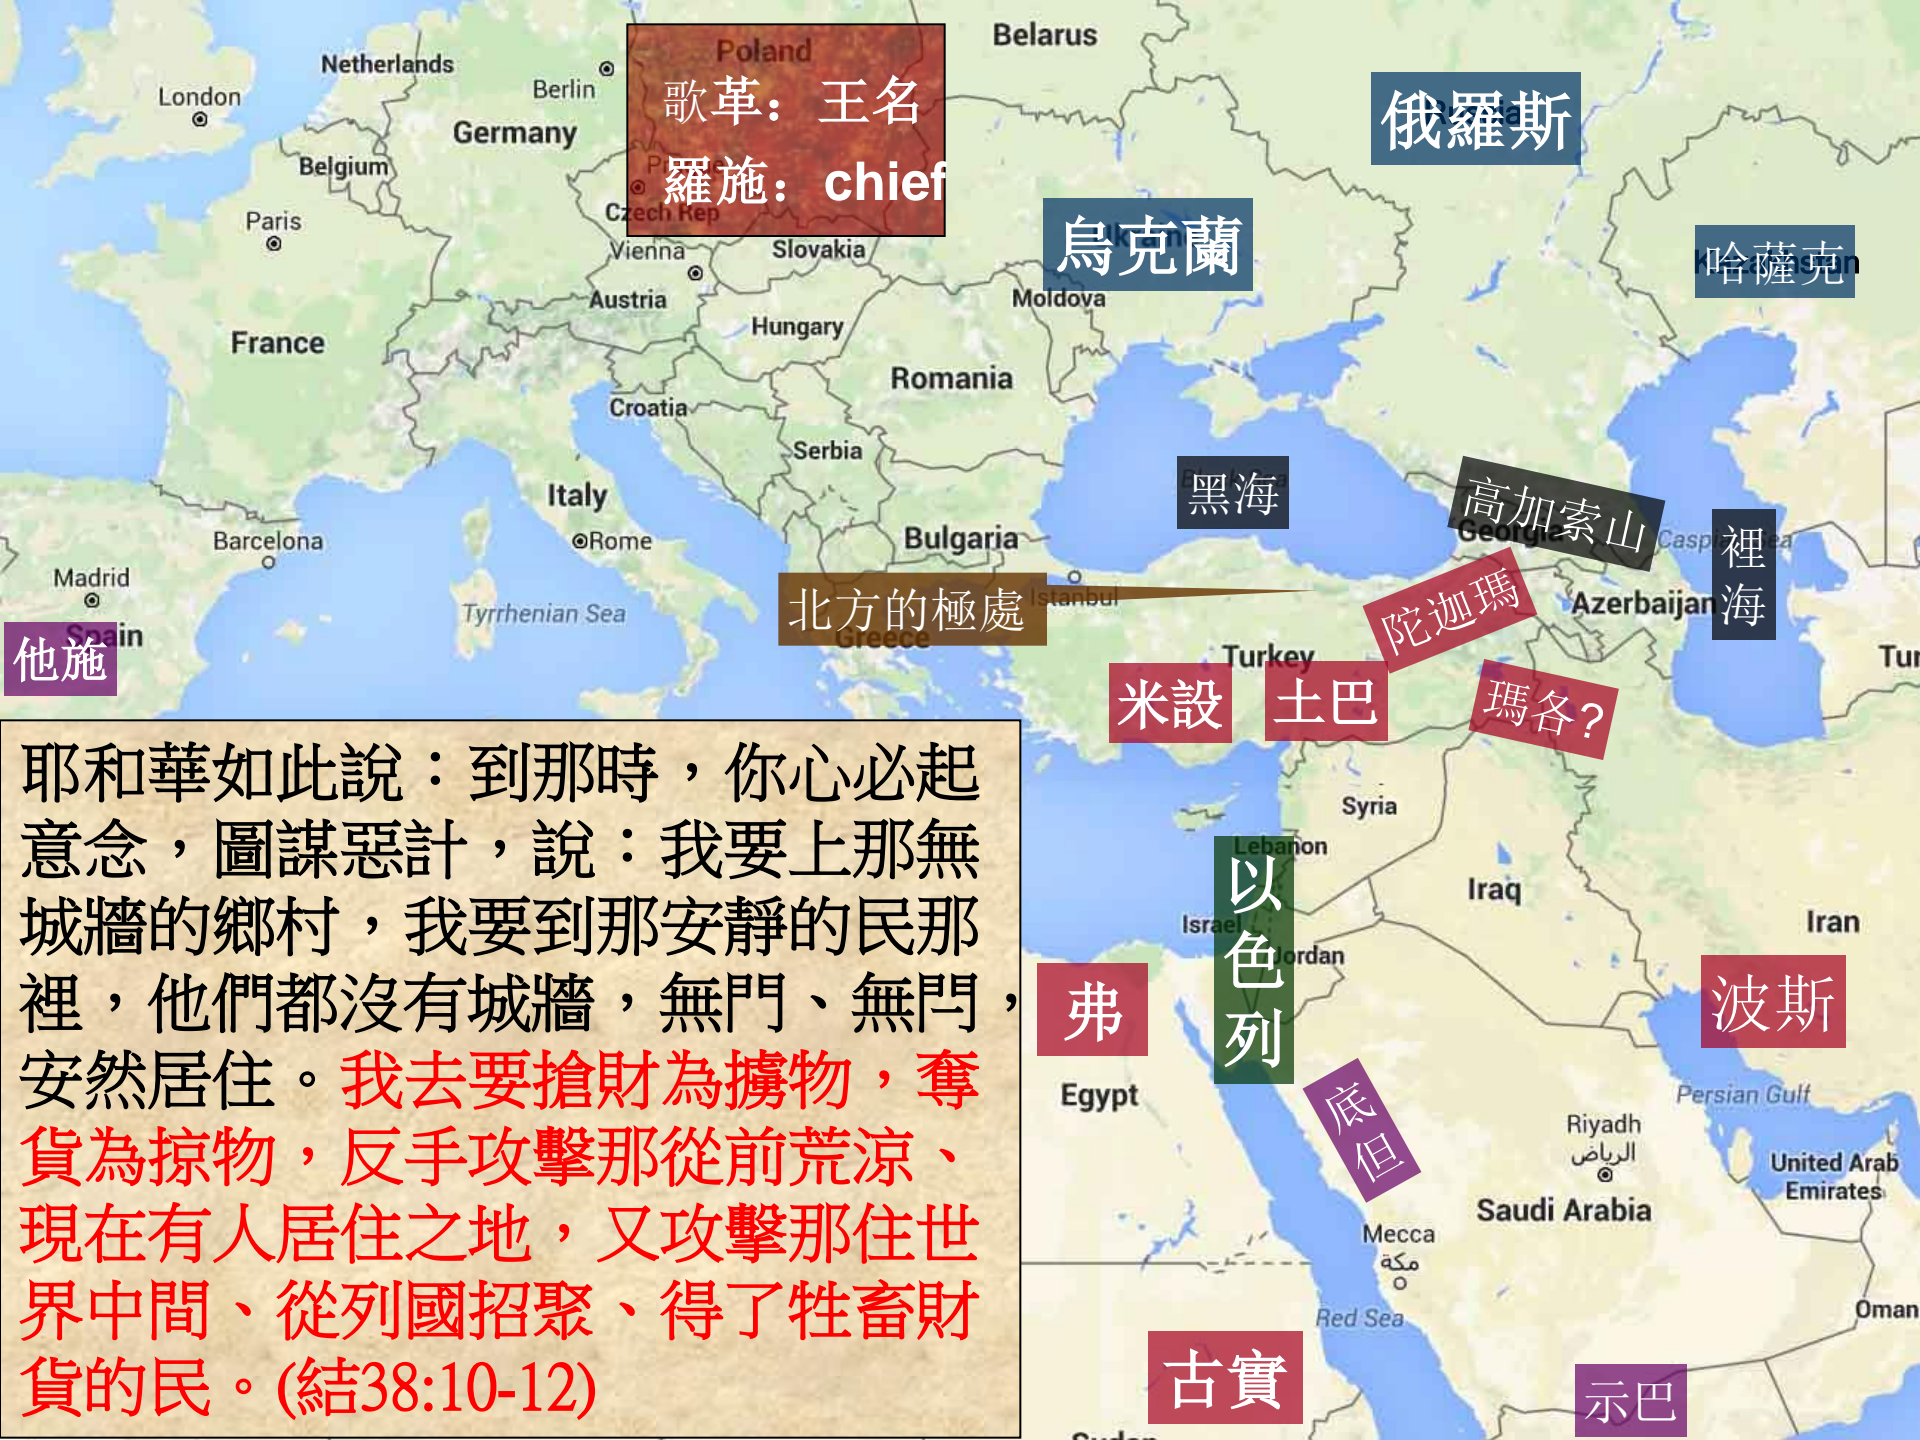 Belarus
Poland
Netherlands
Berlin
London
歌革：王名
俄羅斯
Germany
Belgium
羅施：chief
Czech Rep
Paris
烏克蘭
Vienna
Slovakia
哈薩克
Austria
Moldova
Hungary
France
Romania
Croatia
Serbia
黑海
高加索山
Italy
Georgia
Barcelona
Rome
Bulgaria
裡海
Madrid
Istanbul
陀迦瑪
Azerbaijan
北方的極處
Tyrrhenian Sea
Greece
Spain
他施
Turkey
Tur
米設
土巴
瑪各?
耶和華如此說：到那時，你心必起
意念，圖謀惡計，說：我要上那無
城牆的鄉村，我要到那安靜的民那
裡，他們都沒有城牆，無門、無閂，
安然居住。我去要搶財為擄物，奪
貨為掠物，反手攻擊那從前荒涼、
現在有人居住之地，又攻擊那住世
界中間、從列國招聚、得了牲畜財
貨的民。(結38:10-12)
Syria
Lebanon
以色列
Iraq
Israel
Iran
Jordan
弗
波斯
Egypt
底但
Persian Gulf
Riyadh
الرياض
United Arab
Emirates
Saudi Arabia
Mecca
مكة
Red Sea
Oman
古實
示巴